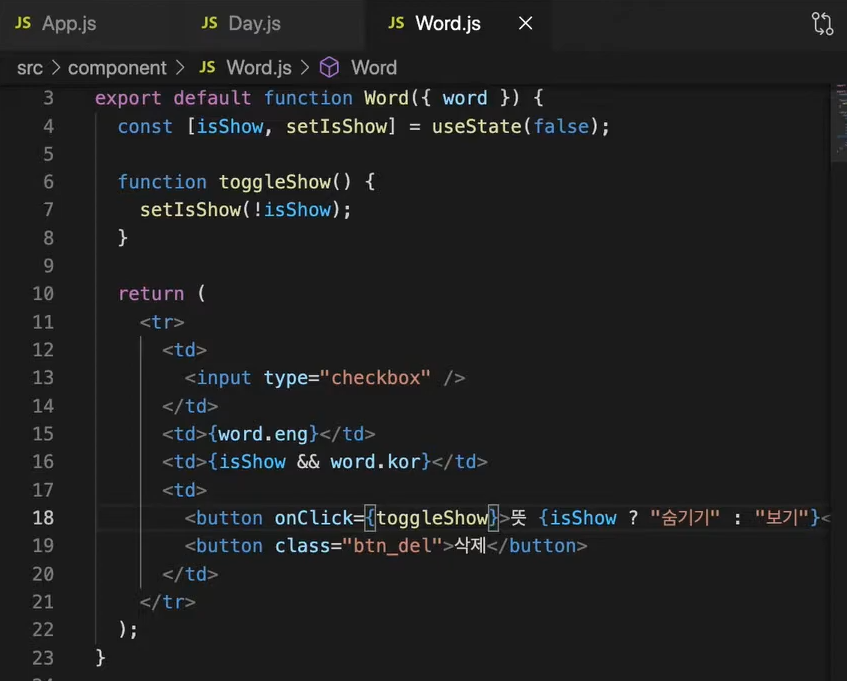 JS App.js JS Day.js JS Word.js ×
src > component > JS Word.js > Word
3 export default function Word({ word }) {
4 const [isShow, setIsShow] = useState(false);
5
6 function toggleShow() {
7 setIsShow(!isShow);
8 }
9
10 return (
11 <tr>
12 <td>
13 <input type="checkbox" />
14 </td>
15 <td>{word.eng}</td>
16 <td>{isShow && word.kor}</td>
17 <td>
18 <button onClick={toggleShow}>뜻 {isShow ? "숨기기" : "보기"}<
19 <button class="btn_del">삭제</button>
20 </td>
21 </tr>
22 );
23 }